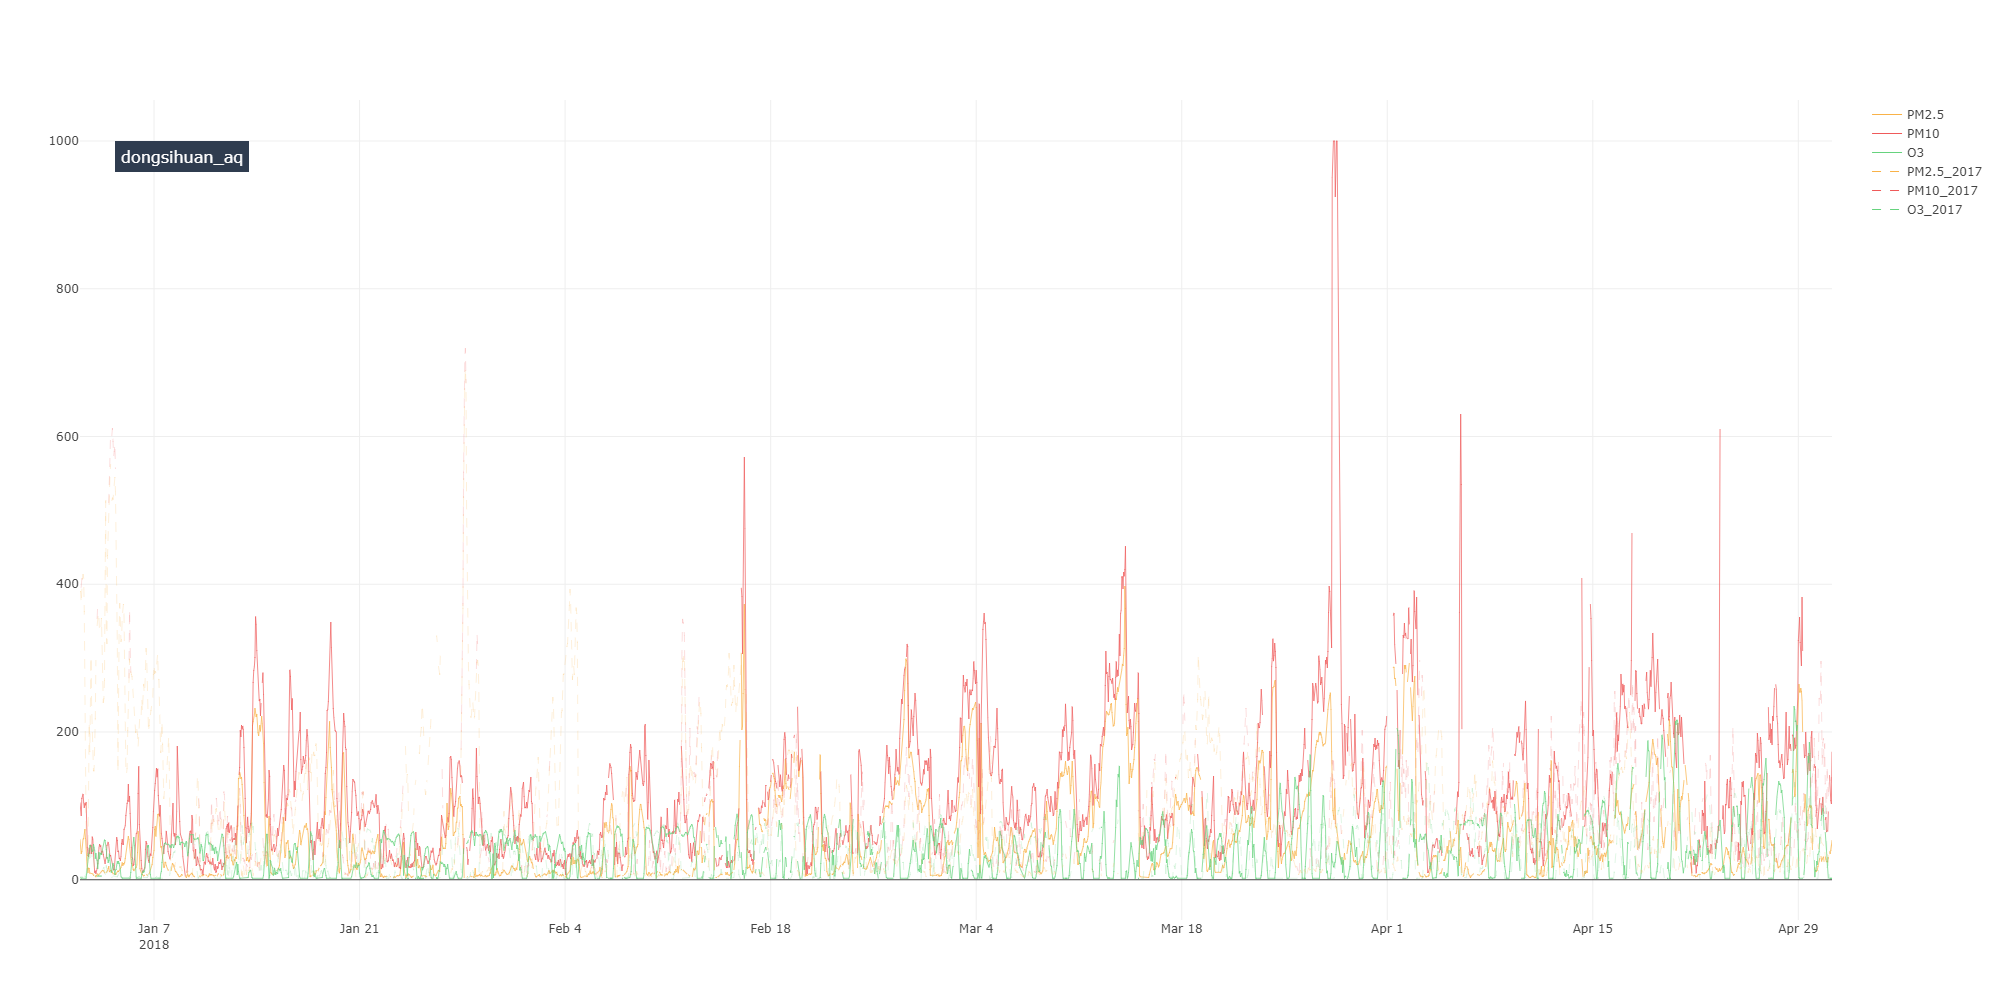 1000
800
600
400
200
0
dongsihuan_aq
PM2.5
PM10
O3
PM2.5_2017
PM10_2017
O3_2017
Jan 7
2018
Jan 21
Feb 4
Feb 18
Mar 4
Mar 18
Apr 1
Apr 15
Apr 29